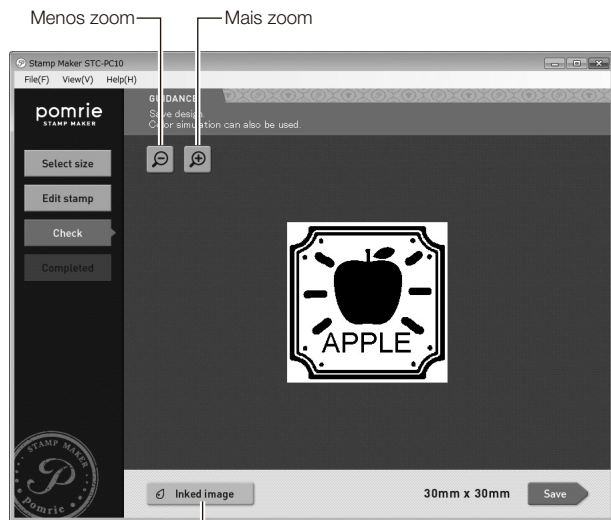 Menos zoom
Mais zoom
Stamp Maker STC-PC10
File(F) View(V) Help(H)
pomrie
STAMP MAKER
GUIDANCE
Save design.
Color simulation can also be used.
Select size
Edit stamp
Check
Completed
APPLE
STAMP MAKER
P
Pomrie
Inked image
30mm x 30mm
Save